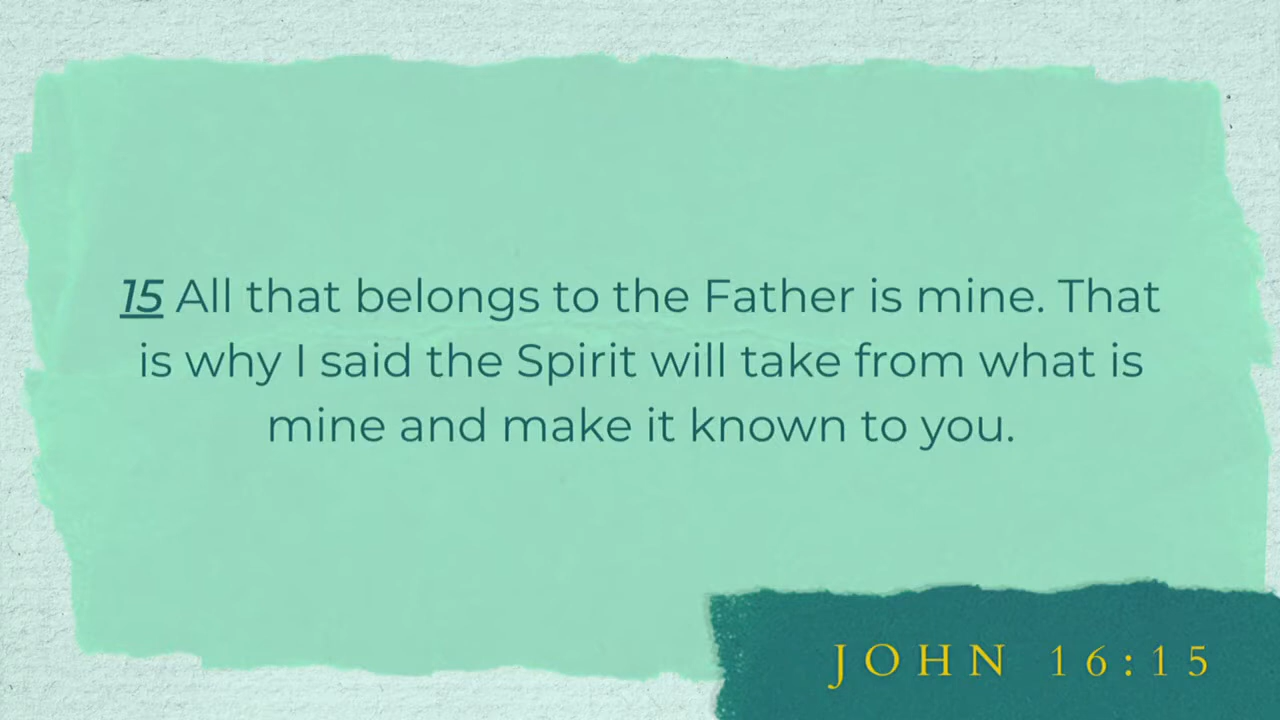 15 All that belongs to the Father is mine. That
is why I said the Spirit will take from what is
mine and make it known to you.
JOHN 16:15